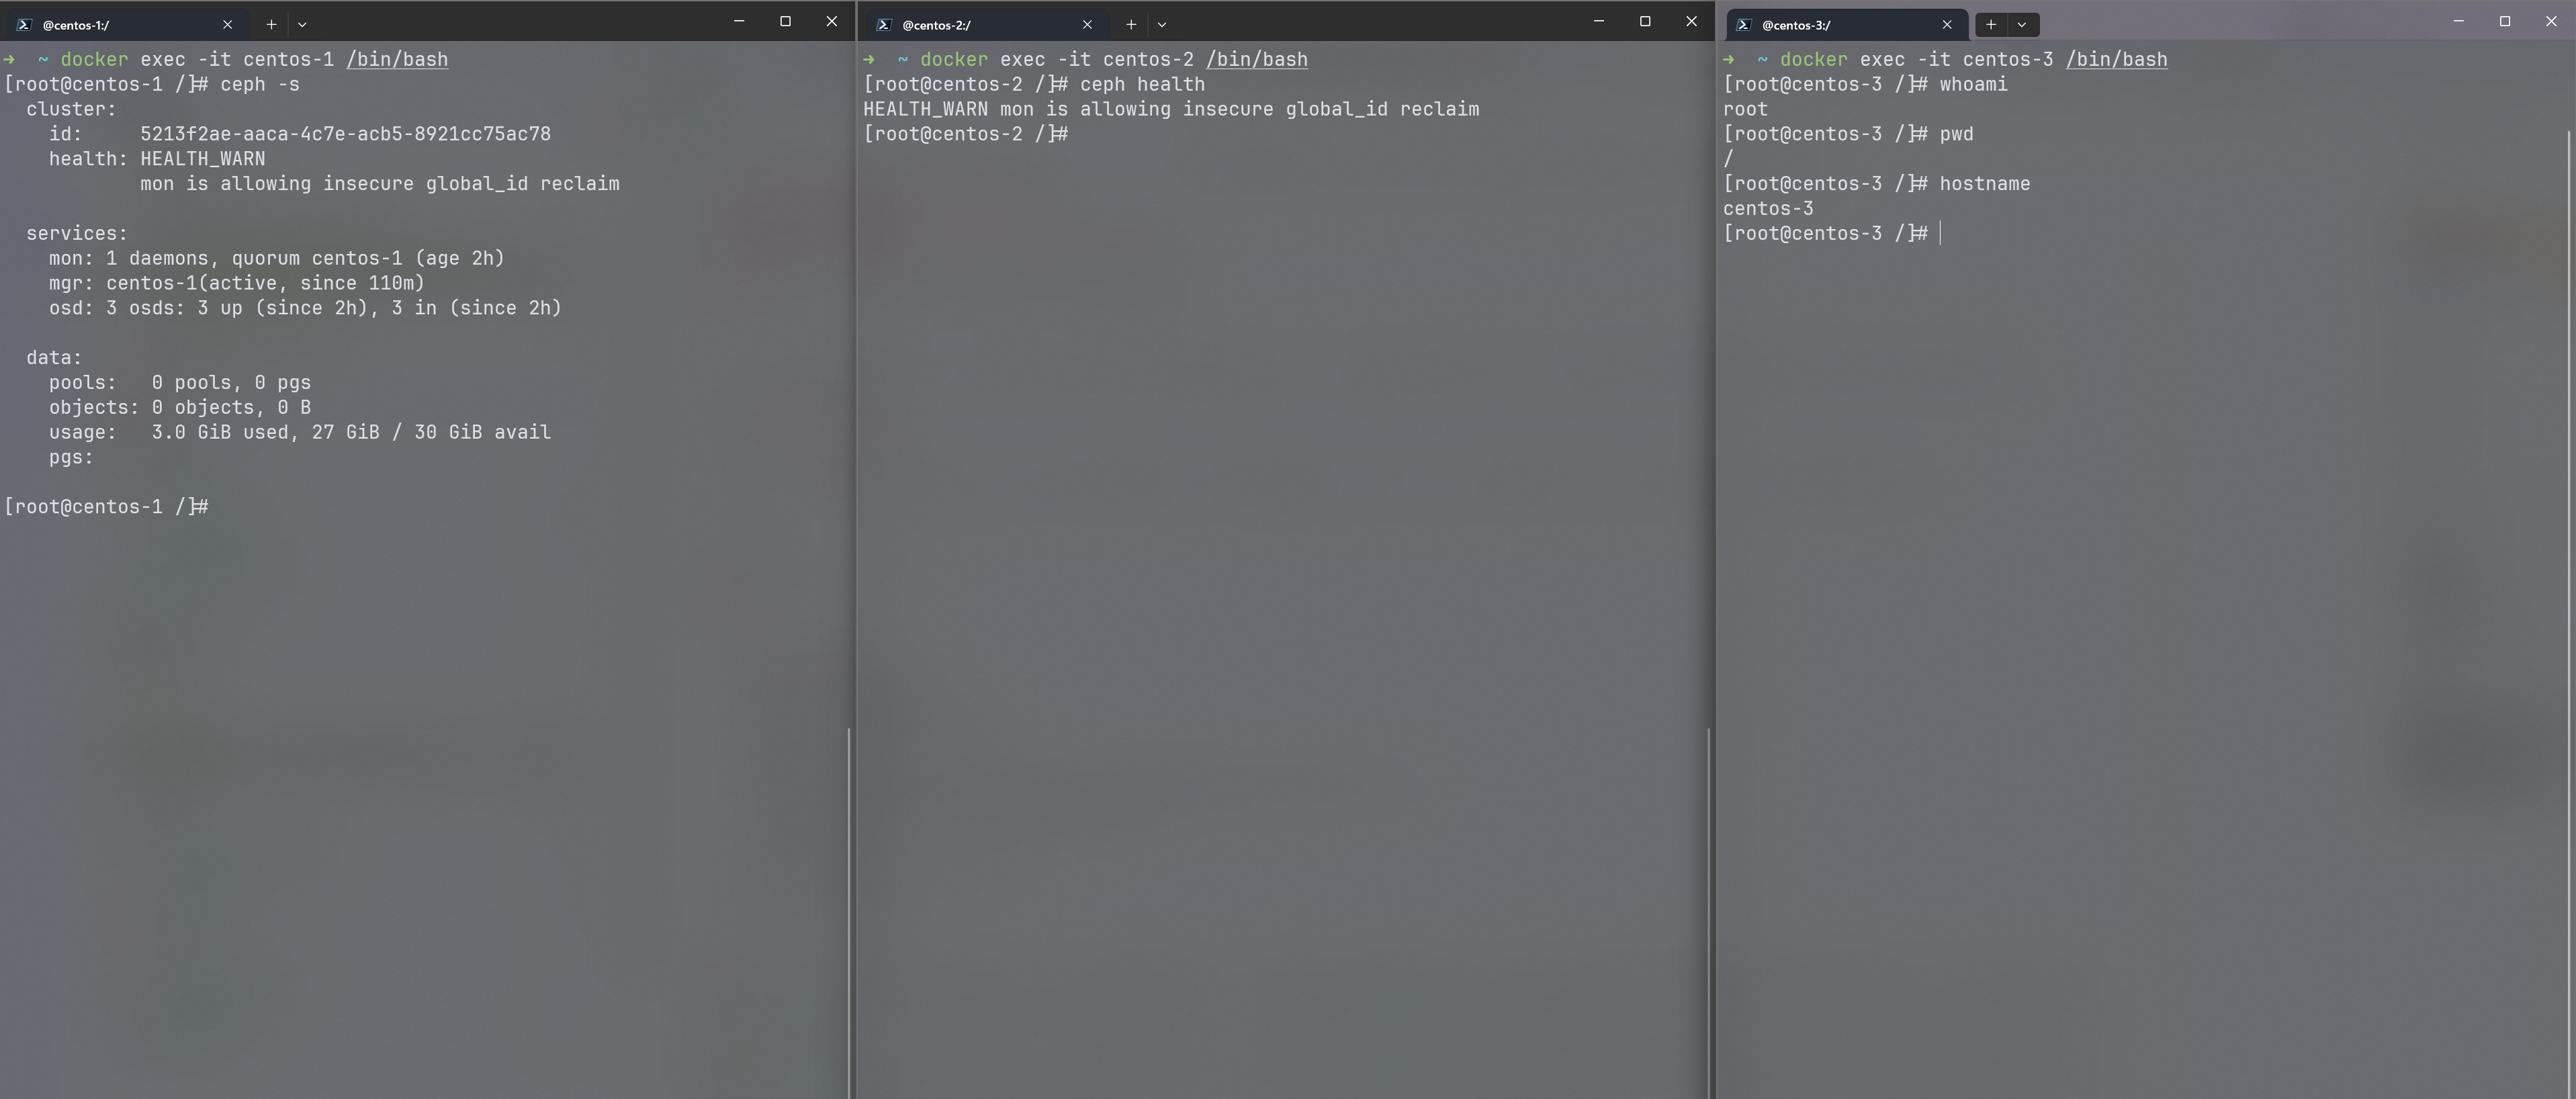 @centos-1:/
➜  ~ docker exec -it centos-1 /bin/bash
[root@centos-1 /]# ceph -s
  cluster:
    id:     5213f2ae-aaca-4c7e-acb5-8921cc75ac78
    health: HEALTH_WARN
            mon is allowing insecure global_id reclaim

  services:
    mon: 1 daemons, quorum centos-1 (age 2h)
    mgr: centos-1(active, since 110m)
    osd: 3 osds: 3 up (since 2h), 3 in (since 2h)

  data:
    pools:   0 pools, 0 pgs
    objects: 0 objects, 0 B
    usage:   3.0 GiB used, 27 GiB / 30 GiB avail
    pgs:

[root@centos-1 /]#
@centos-2:/
➜  ~ docker exec -it centos-2 /bin/bash
[root@centos-2 /]# ceph health
HEALTH_WARN mon is allowing insecure global_id reclaim
[root@centos-2 /]#
@centos-3:/
➜  ~ docker exec -it centos-3 /bin/bash
[root@centos-3 /]# whoami
root
[root@centos-3 /]# pwd
/
[root@centos-3 /]# hostname
centos-3
[root@centos-3 /]#